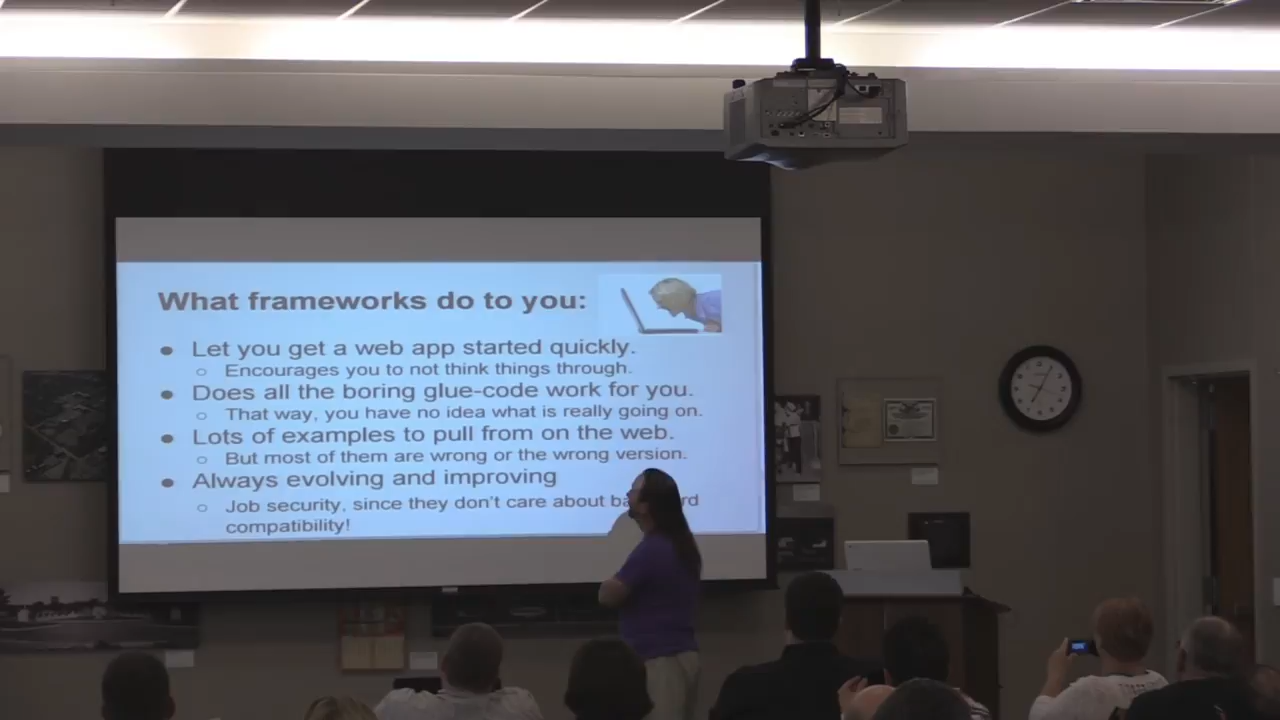 What frameworks do to you:
● Let you get a web app started quickly.
○ Encourages you to not think things through.
● Does all the boring glue-code work for you.
○ That way, you have no idea what is really going on.
● Lots of examples to pull from on the web.
○ But most of them are wrong or the wrong version.
● Always evolving and improving
○ Job security, since they don't care about
compatibility!